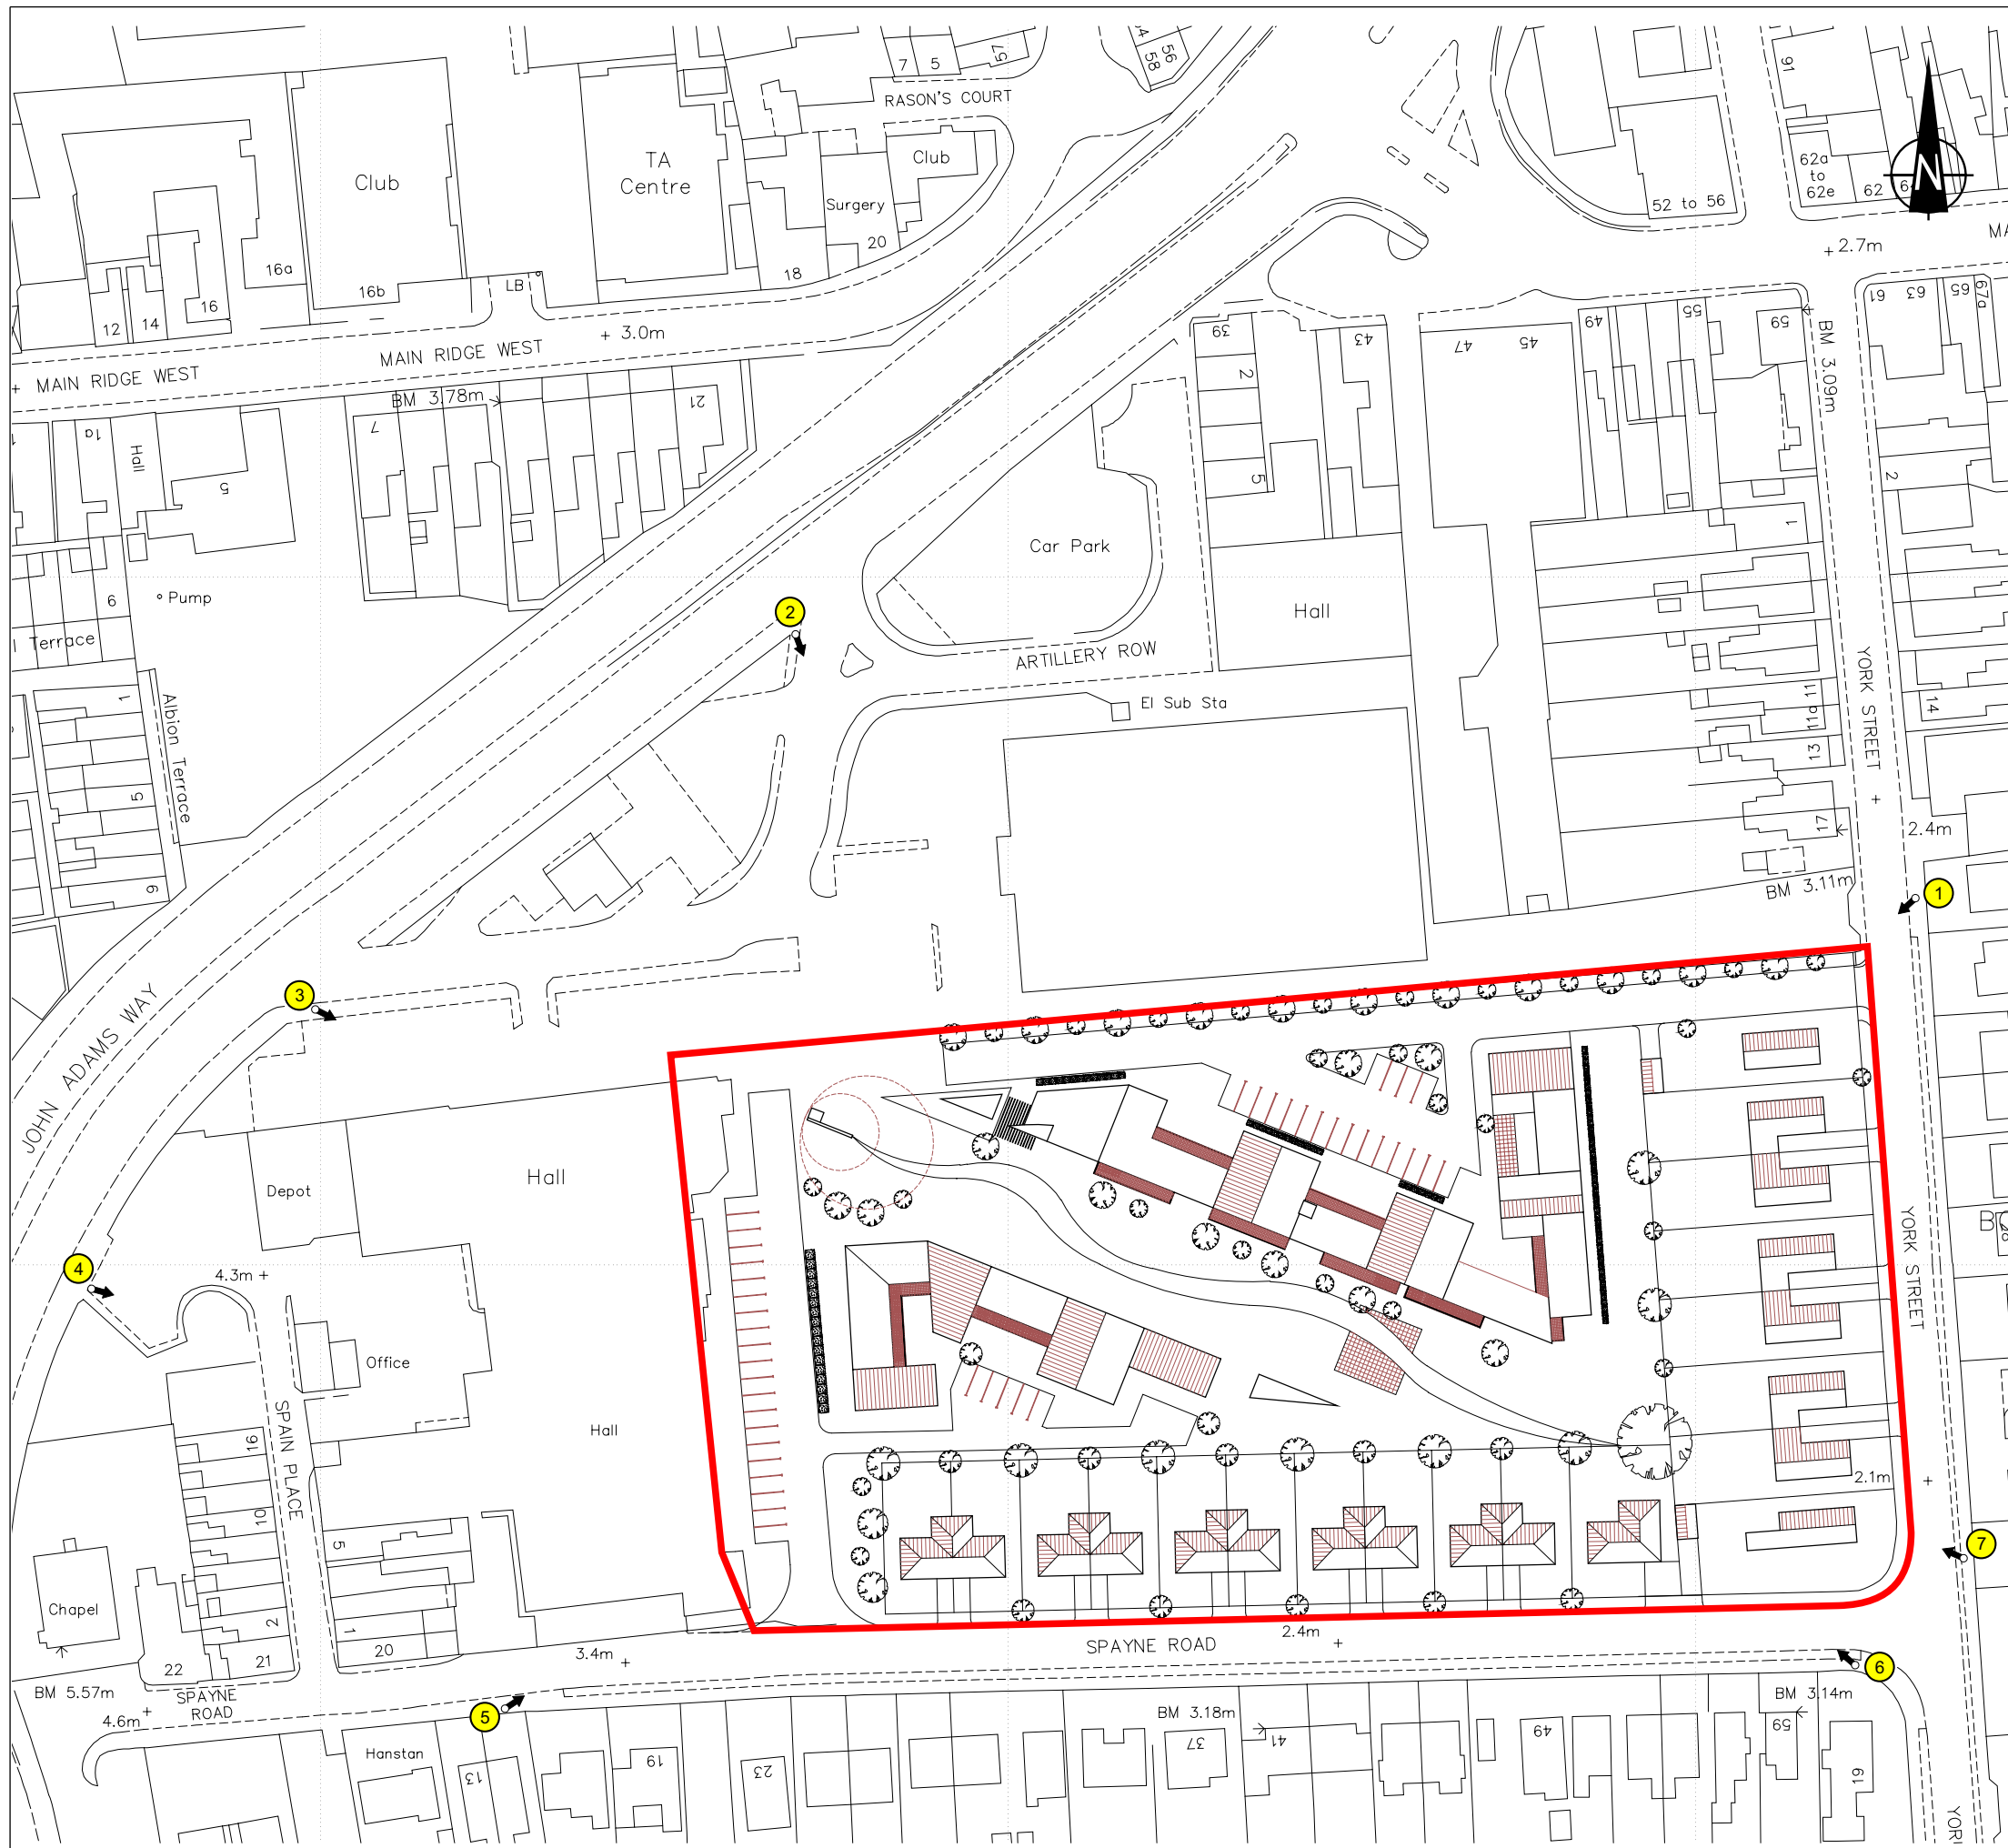 7
5
57
56
58
RASON'S COURT
91
N
Club
TA
Centre
Club
Surgery
20
18
16a
16b
LB
12
14
16
62a
to
62e
62
52 to 56
+2.7m
MAIN RIDGE WEST
+ 3.0m
+ MAIN RIDGE WEST
BM 3.78m
7
21
39
2
5
43
47
45
49
55
59
BM 3.09m
61
63
65
67a
2
1a
Hall
5
6
Pump
Terrace
Albion Terrace
1
5
6
Car Park
Hall
ARTILLERY ROW
El Sub Sta
1
11
11a
13
17
14
YORK STREET
2.4m
BM 3.11m
1
2
3
4
JOHN ADAMS WAY
Hall
Depot
4.3m +
Office
Hall
SPAIN PLACE
16
10
2
5
1
20
21
22
Chapel
BM 5.57m
SPAYNE
ROAD
4.6m+
3.4m +
5
SPAYNE ROAD
2.4m +
2.1m +
YORK STREET
7
6
Hanstan
13
19
23
BM 3.18m
37
41
49
BM 3.14m
59
61